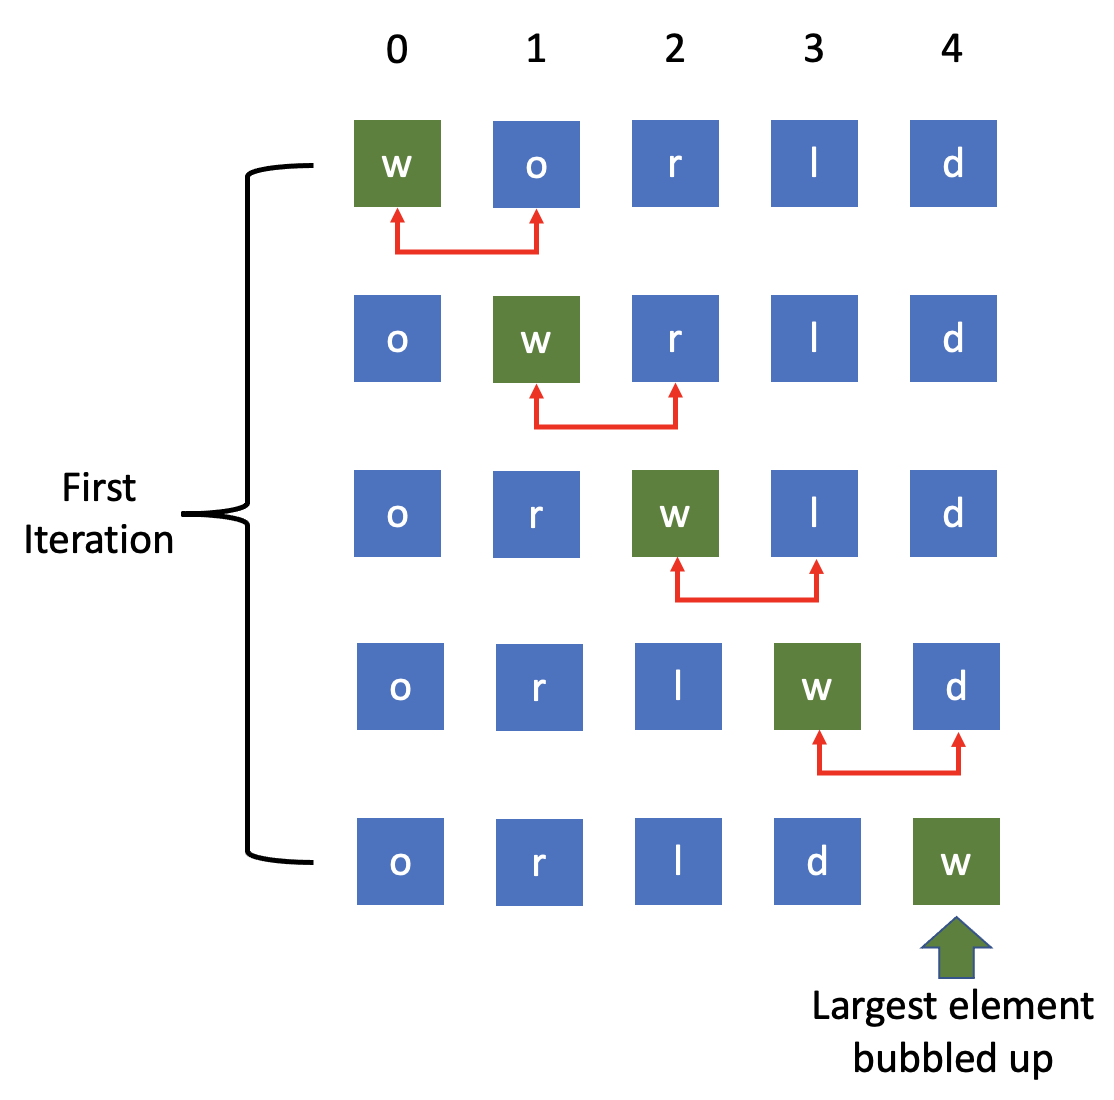 0 1 2 3 4
w o r l d
o w r l d
o r w l d
First
Iteration
o r l w d
o r l d w
Largest element
bubbled up